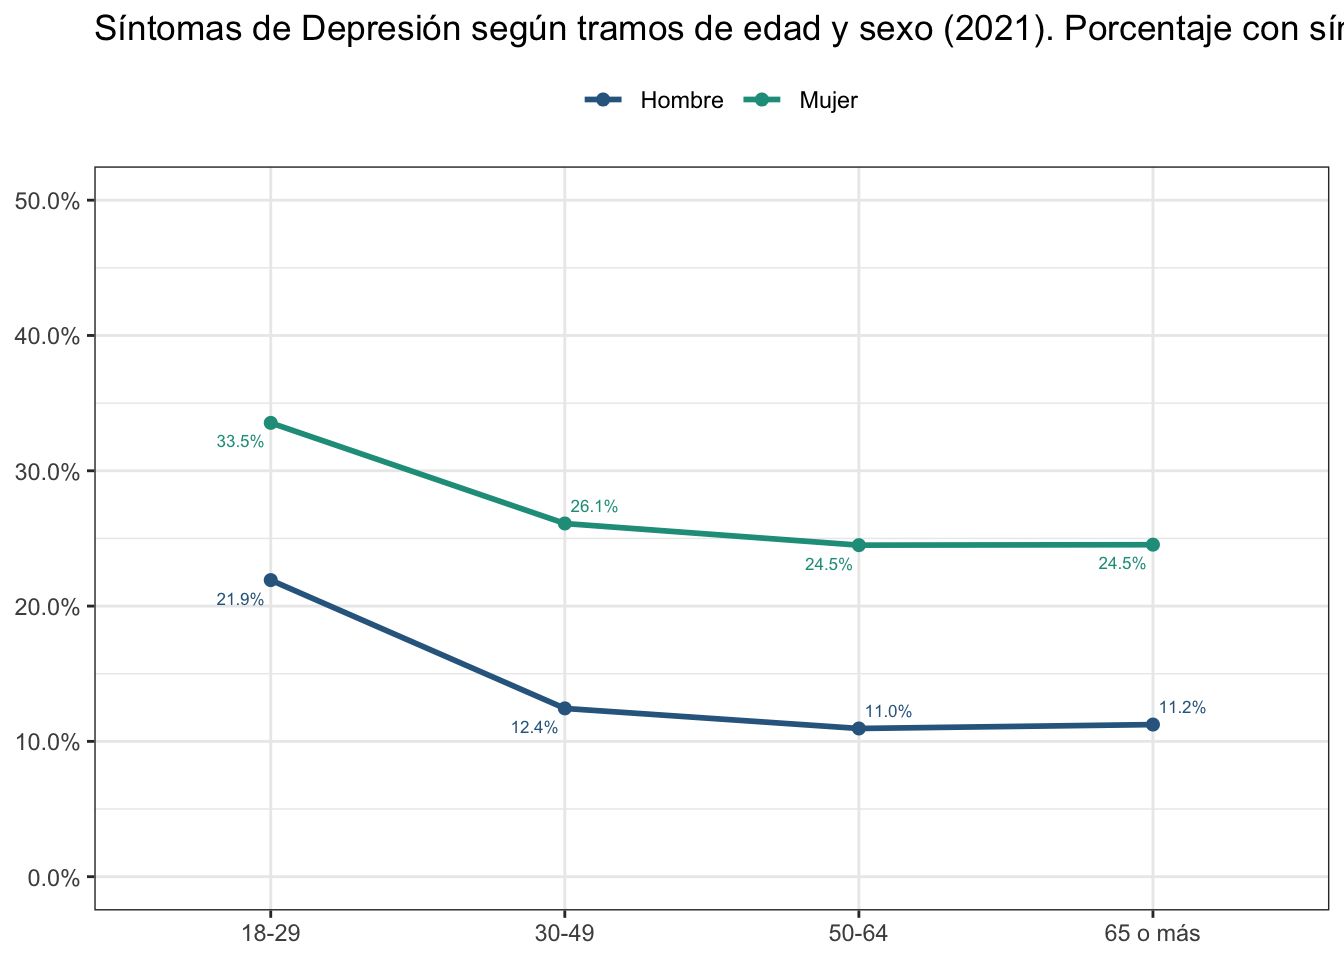 Síntomas de Depresión según tramos de edad y sexo (2021). Porcentaje con
Hombre Mujer
50.0%
40.0%
33.5%
30.0%
26.1%
24.5% 24.5%
21.9%
20.0%
12.4% 11.0% 11.2%
10.0%
0.0%
18-29 30-49 50-64 65 o más